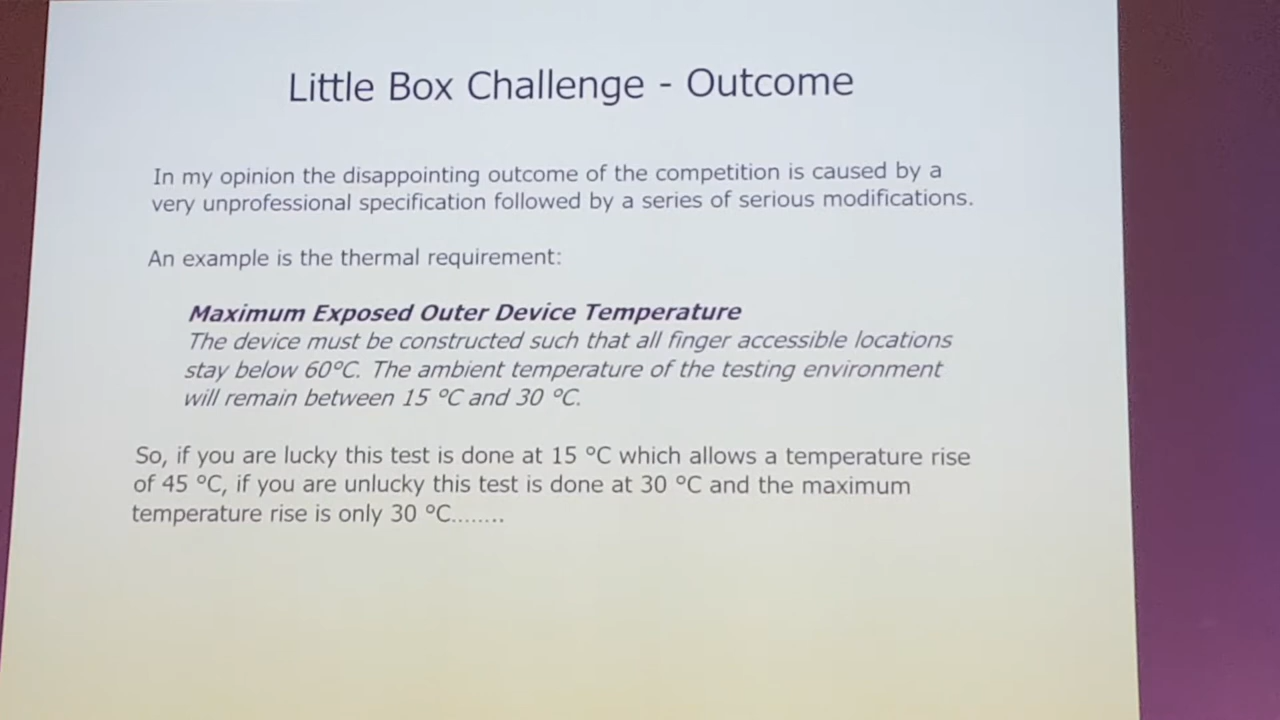 Little Box Challenge - Outcome
In my opinion the disappointing outcome of the competition is caused by a
very unprofessional specification followed by a series of serious modifications.
An example is the thermal requirement:
Maximum Exposed Outer Device Temperature
The device must be constructed such that all finger accessible locations
stay below 60°C. The ambient temperature of the testing environment
will remain between 15 °C and 30 °C.
So, if you are lucky this test is done at 15 °C which allows a temperature rise
of 45 °C, if you are unlucky this test is done at 30 °C and the maximum
temperature rise is only 30 °C........